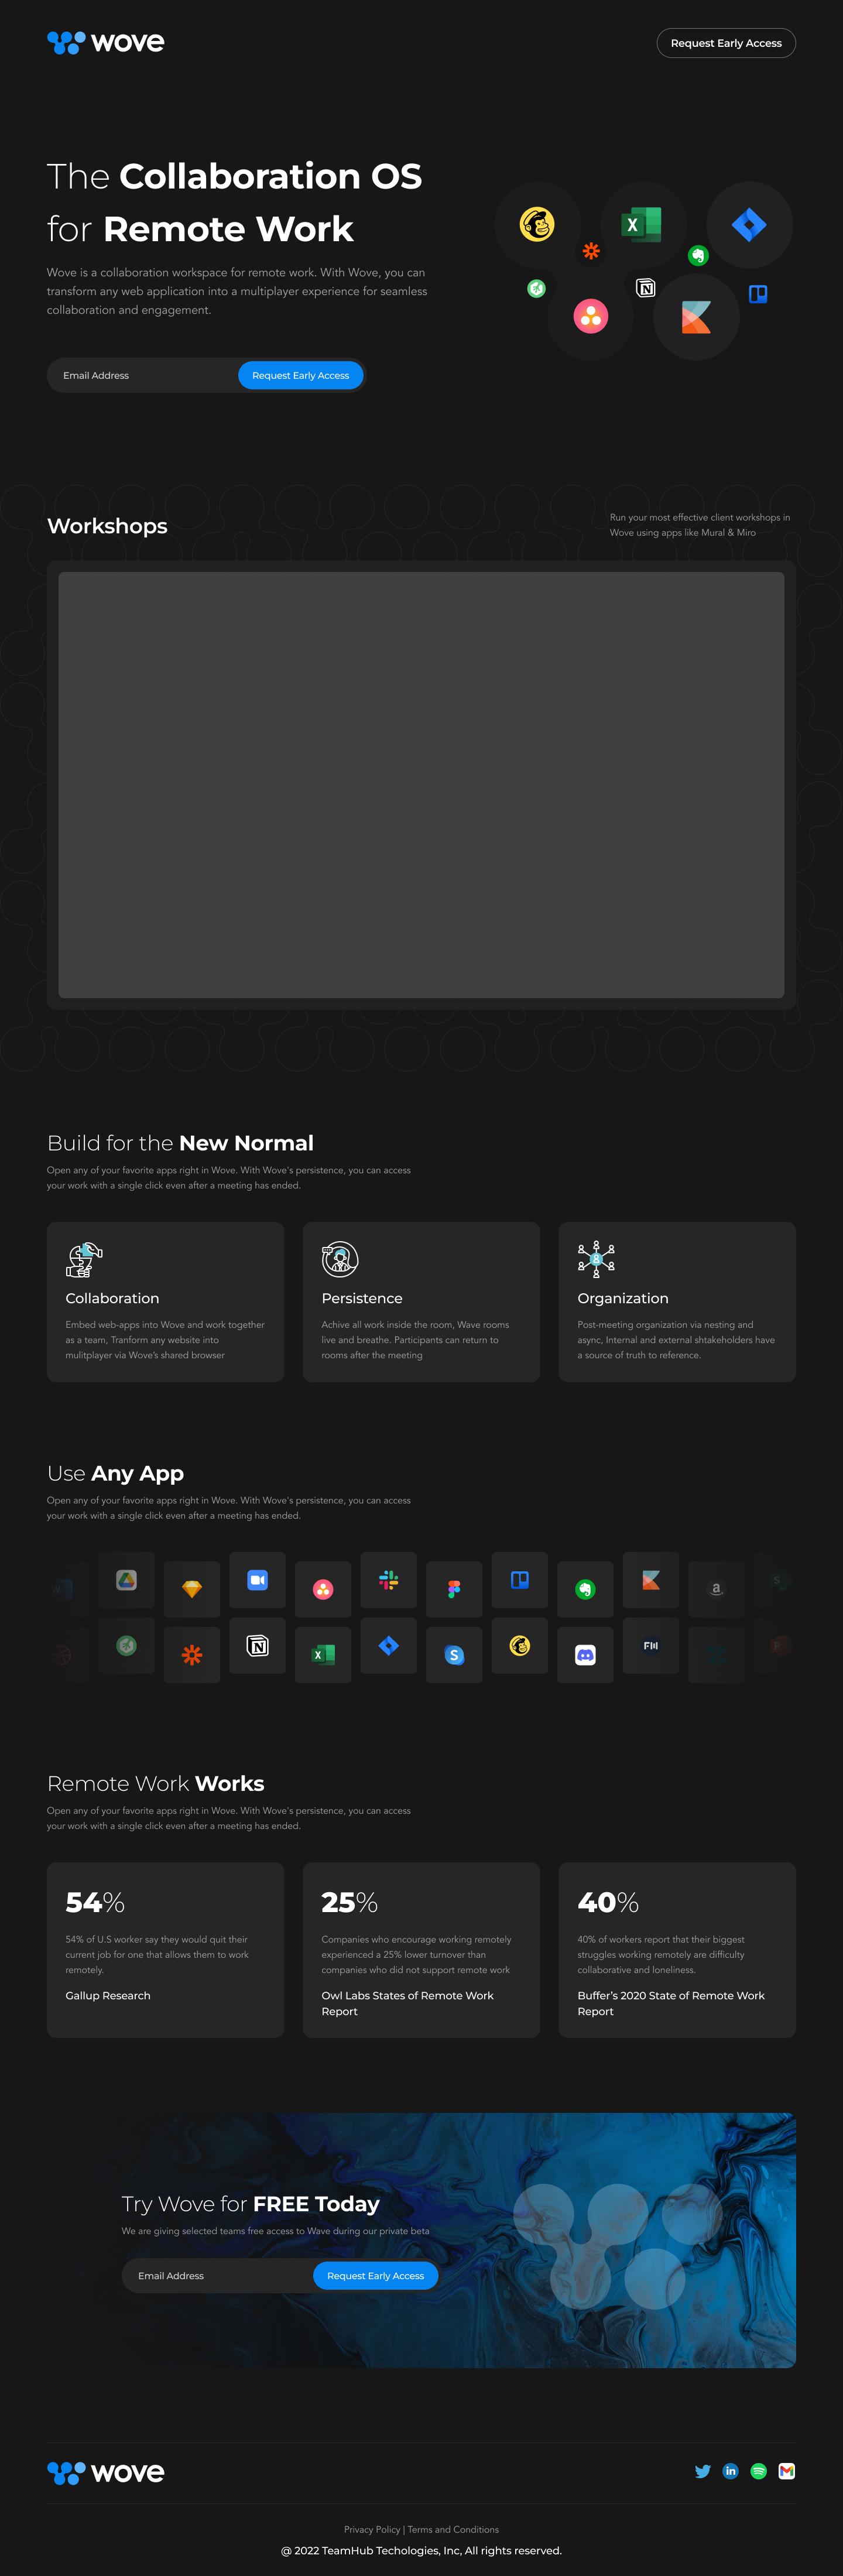 wove
Request Early Access
The Collaboration OS
for Remote Work
Wove is a collaboration workspace for remote work. With Wove, you can
transform any web application into a multiplayer experience for seamless
collaboration and engagement.
Email Address
Request Early Access
Workshops
Run your most effective client workshops in
Wove using apps like Mural & Miro
Build for the New Normal
Open any of your favorite apps right in Wove. With Wove's persistence, you can access
your work with a single click even after a meeting has ended.
Collaboration
Embed web-apps into Wove and work together
as a team, Tranform any website into
mulitplayer via Wove's shared browser
Persistence
Achive all work inside the room, Wave rooms
live and breathe. Participants can return to
rooms after the meeting
Organization
Post-meeting organization via nesting and
async, Internal and external shtakeholders have
a source of truth to reference.
Use Any App
Open any of your favorite apps right in Wove. With Wove's persistence, you can access
your work with a single click even after a meeting has ended.
Remote Work Works
Open any of your favorite apps right in Wove. With Wove's persistence, you can access
your work with a single click even after a meeting has ended.
54%
54% of U.S worker say they would quit their
current job for one that allows them to work
remotely.
Gallup Research
25%
Companies who encourage working remotely
experienced a 25% lower turnover than
companies who did not support remote work
Owl Labs States of Remote Work
Report
40%
40% of workers report that their biggest
struggles working remotely are difficulty
collaborative and loneliness.
Buffer's 2020 State of Remote Work
Report
Try Wove for FREE Today
We are giving selected teams free access to Wave during our private beta
Email Address
Request Early Access
wove
Privacy Policy | Terms and Conditions
@ 2022 TeamHub Techologies, Inc, All rights reserved.